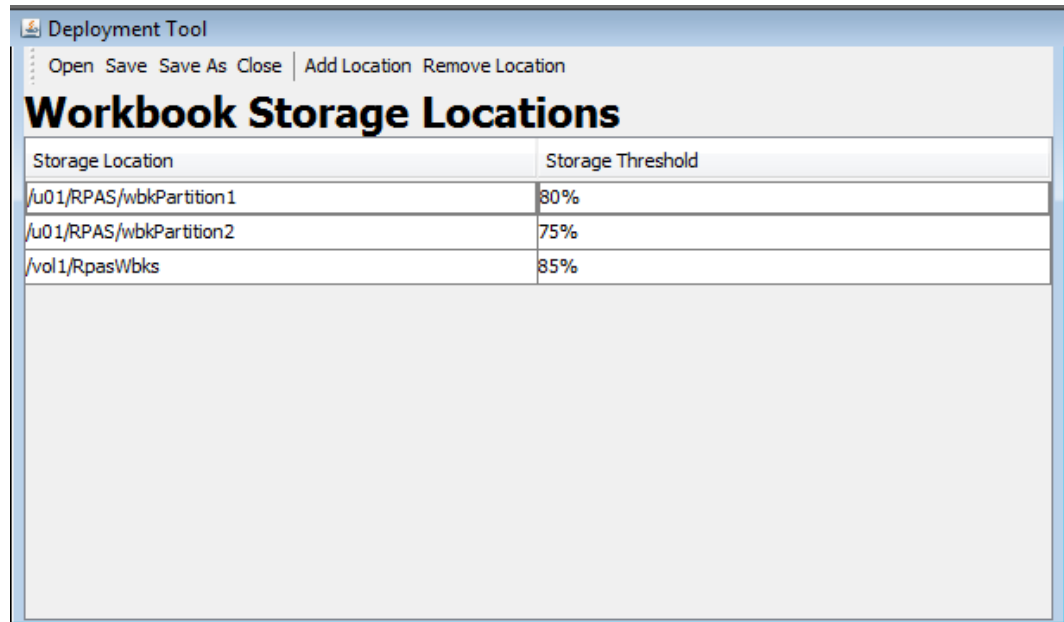 Deployment Tool
Open Save Save As Close Add Location Remove Location
Workbook Storage Locations
Storage Location Storage Threshold
/u01/RPAS/wbkPartition1 80%
/u01/RPAS/wbkPartition2 75%
/vol1/RpasWbks 85%